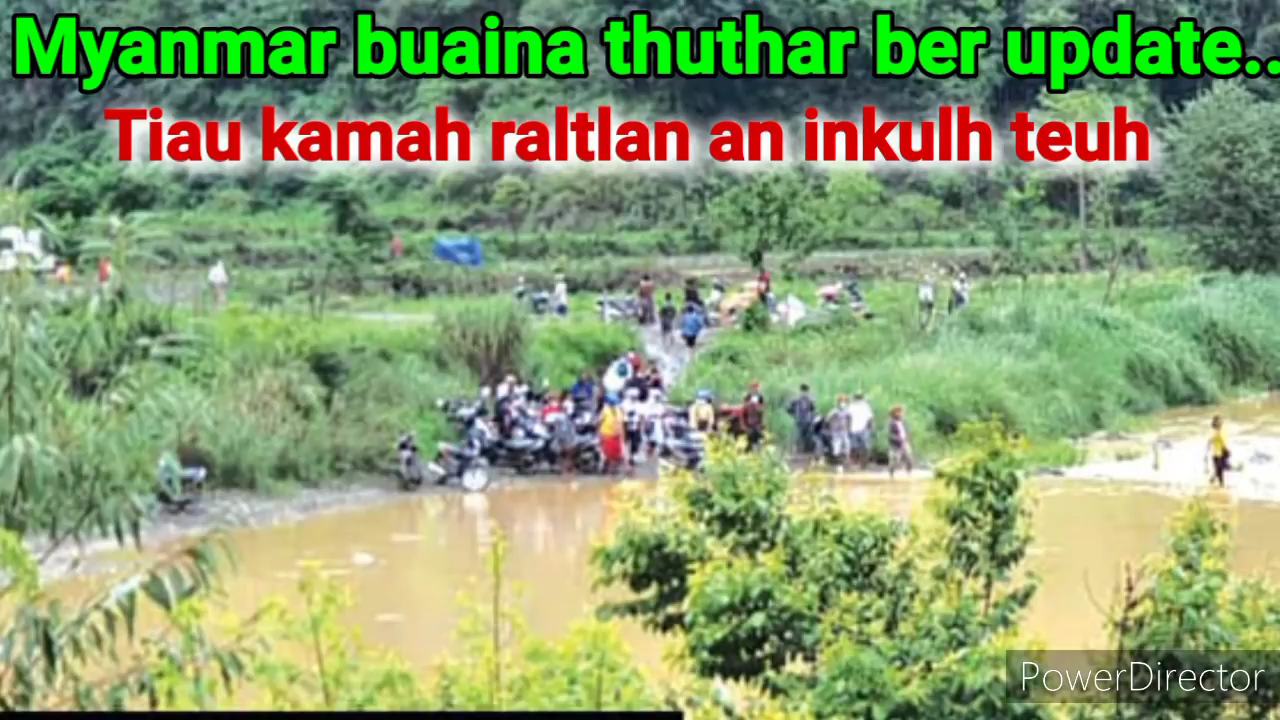 Myanmar buaina thuthar ber update..
Tiau kamah raltlan an inkulh teuh
PowerDirector